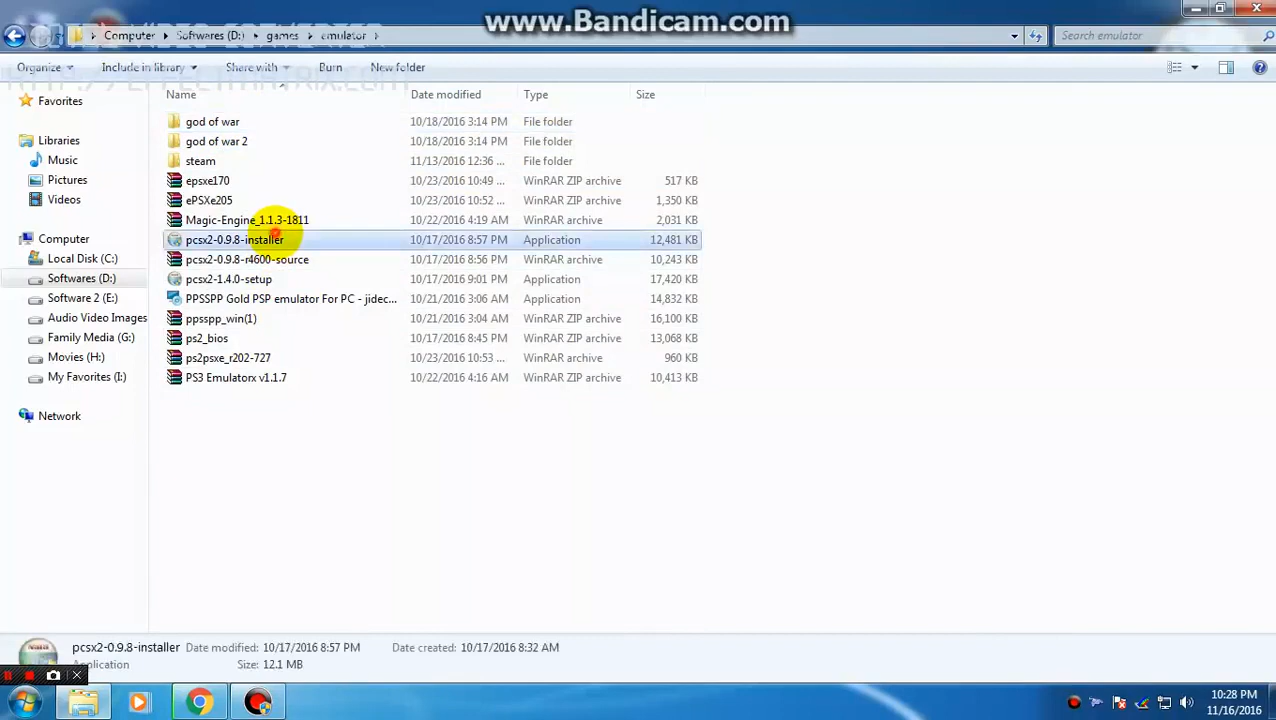 www.Bandicam.com
Computer Softwares (D:) games emulator
Search emulator
Organize Include in library Share with Burn New folder
Name Date modified Type Size
Favorites
Libraries
Music
Pictures
Videos
Computer
Local Disk (C:)
Softwares (D:)
Software 2 (E:)
Audio Video Images
Family Media (G:)
Movies (H:)
My Favorites (I:)
Network
god of war 10/18/2016 3:14 PM File folder
god of war 2 10/18/2016 3:14 PM File folder
steam 11/13/2016 12:36 ... File folder
epsxe170 10/23/2016 10:49 ... WinRAR ZIP archive 517 KB
ePSXe205 10/23/2016 10:52 ... WinRAR ZIP archive 1,350 KB
Magic-Engine_1.1.3-1811 10/22/2016 4:19 AM WinRAR archive 2,031 KB
pcsx2-0.9.8-installer 10/17/2016 8:57 PM Application 12,481 KB
pcsx2-0.9.8-r4600-source 10/17/2016 8:56 PM WinRAR archive 10,243 KB
pcsx2-1.4.0-setup 10/17/2016 9:01 PM Application 17,420 KB
PPSSPP Gold PSP emulator For PC - jidec... 10/21/2016 3:06 AM Application 14,832 KB
ppsspp_win(1) 10/21/2016 3:04 AM WinRAR ZIP archive 16,100 KB
ps2_bios 10/17/2016 8:45 PM WinRAR ZIP archive 13,068 KB
ps2psxe_r202-727 10/23/2016 10:53 ... WinRAR archive 960 KB
PS3 Emulatorx v1.1.7 10/22/2016 4:16 AM WinRAR ZIP archive 10,413 KB
pcsx2-0.9.8-installer Date modified: 10/17/2016 8:57 PM Date created: 10/17/2016 8:32 AM
Application Size: 12.1 MB
10:28 PM
11/16/2016